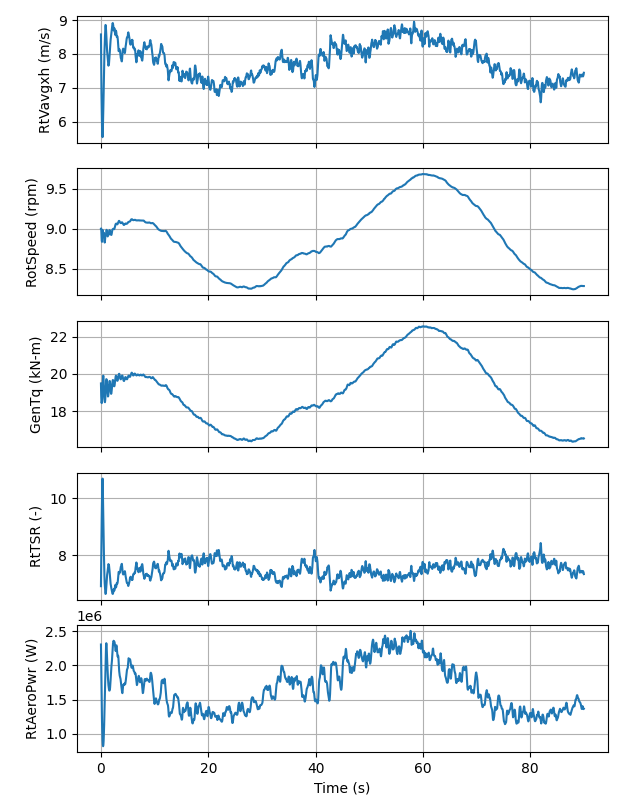 RtVavgxh (m/s)
9
8
7
6
RotSpeed (rpm)
9.5
9.0
8.5
GenTq (kN-m)
22
20
18
RtTSR (-)
10
8
1e6
RtAeroPwr (W)
2.5
2.0
1.5
1.0
0 20 40 60 80
Time (s)